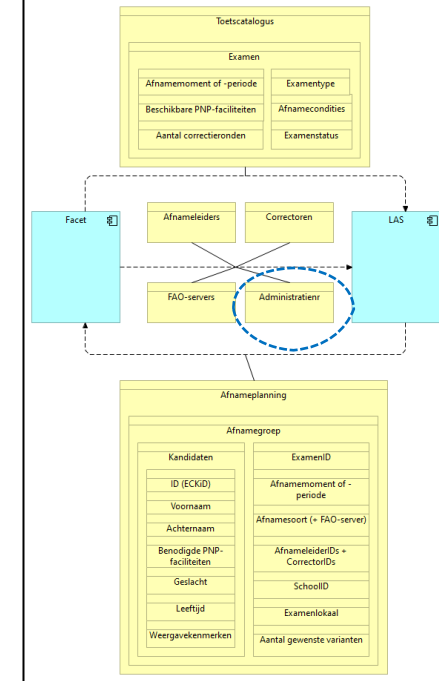 Toetscatalogus
Examen
Afnamemoment of -periode
Examentype
Beschikbare PNP-faciliteiten
Afnamecondities
Aantal correctieronden
Examenstatus
Facet
Afnameleiders
Correctoren
LAS
FAO-servers
Administratienr
Afnameplanning
Afnamegroep
Kandidaten
ExamenID
ID (ECKiD)
Afnamemoment of -
periode
Voornaam
Achternaam
Afnamesoort (+ FAO-server)
Benodigde PNP-
faciliteiten
AfnameleiderIDs +
CorrectorIDs
Geslacht
SchoolID
Leeftijd
Examenlokaal
Weergavekenmerken
Aantal gewenste varianten